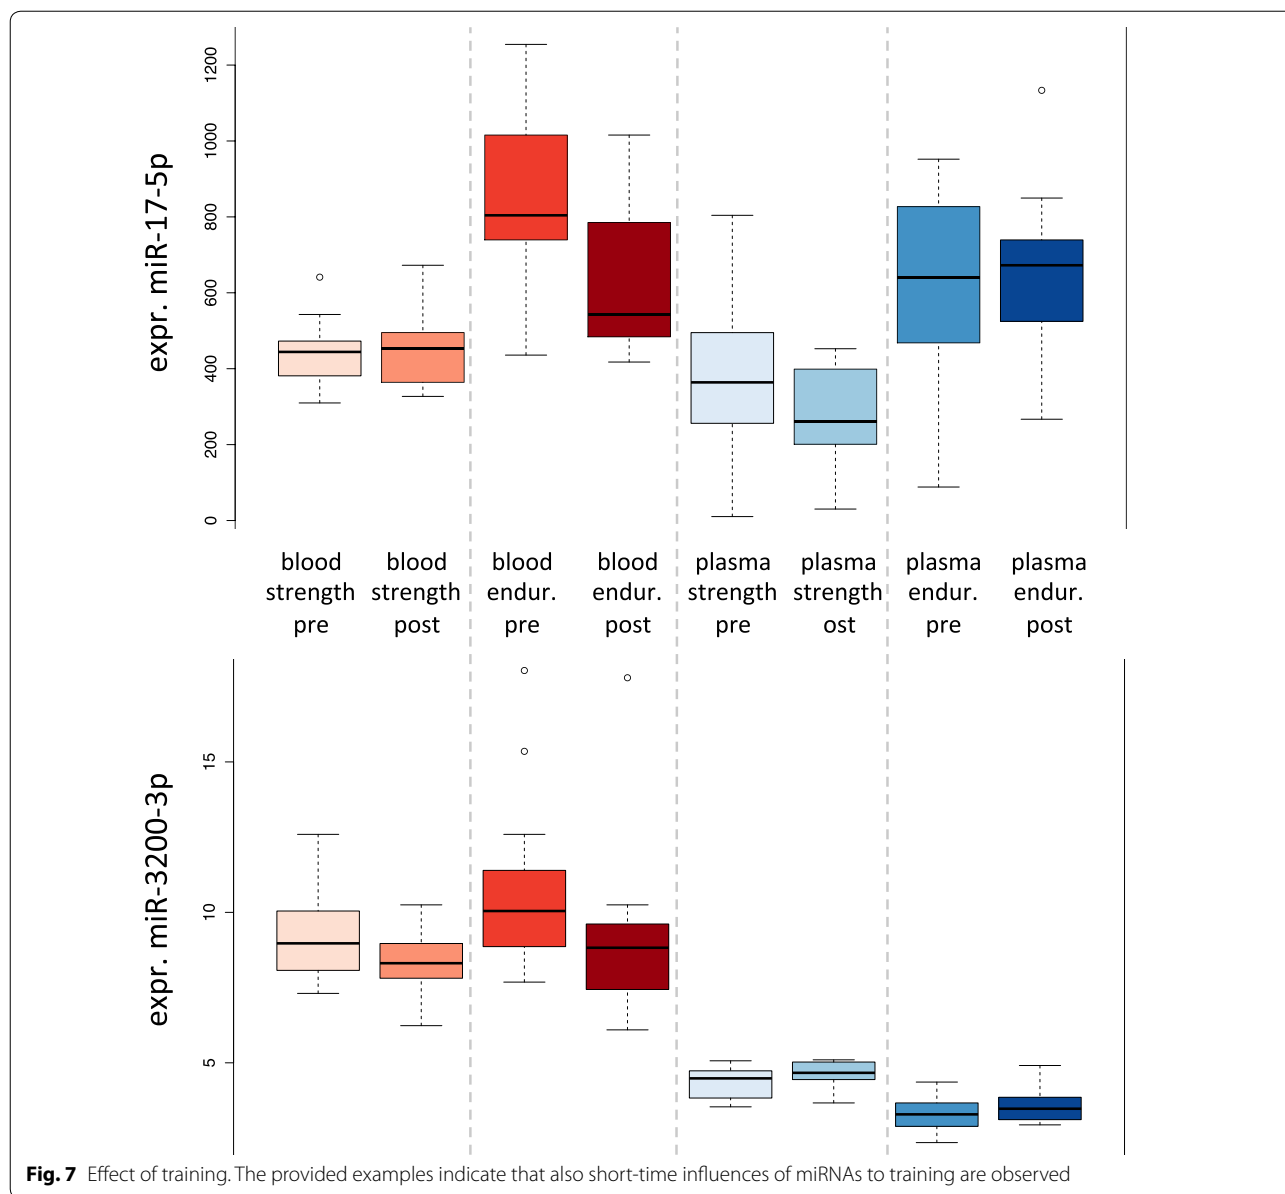 expr. miR-17-5p
1200
1000
800
600
400
200
0
blood blood blood blood plasma plasma plasma plasma
strength strength endur. endur. strength strength endur. endur.
pre post pre post pre ost pre post
expr. miR-3200-3p
15
10
5
Fig. 7 Effect of training. The provided examples indicate that also short-time influences of miRNAs to training are observed